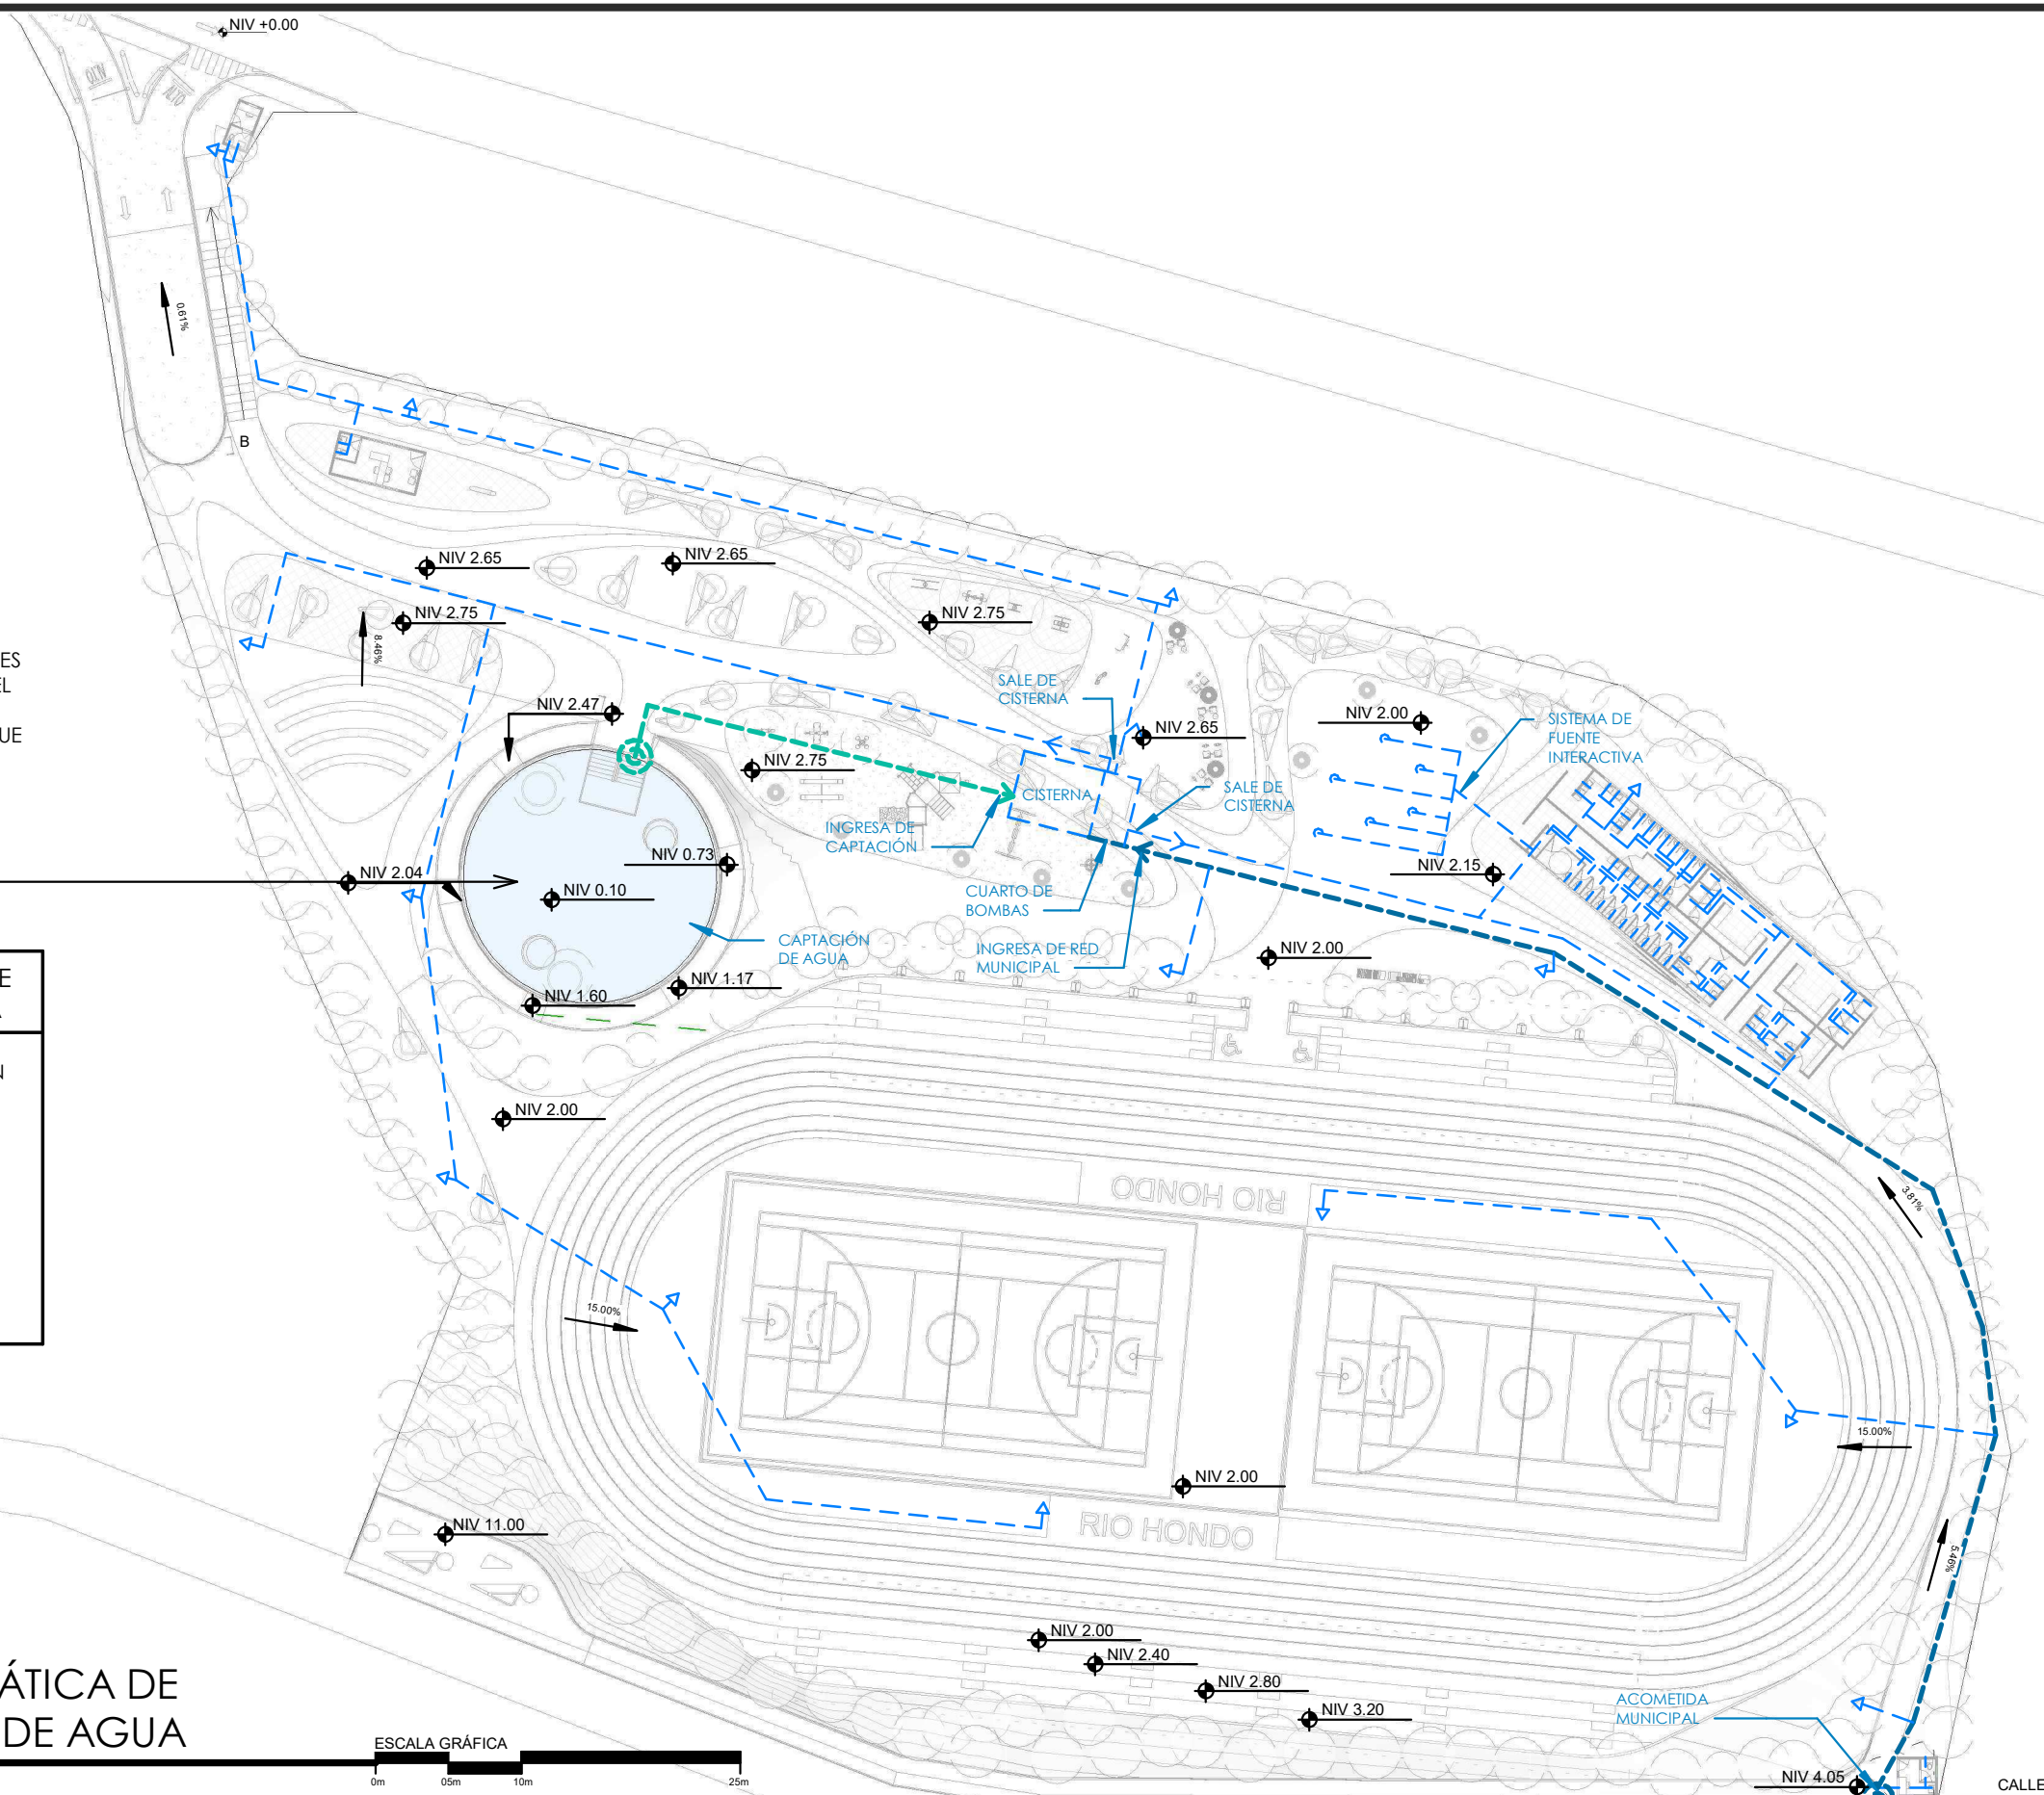 NIV +0.00
ALTO
0.61%
B
NIV 2.65
NIV 2.65
NIV 2.75
NIV 2.75
8.46%
ES
EL
UE
NIV 2.47
SALE DE
CISTERNA
NIV 2.65
NIV 2.00
SISTEMA DE
FUENTE
INTERACTIVA
NIV 2.75
CISTERNA
SALE DE
CISTERNA
INGRESA DE
CAPTACIÓN
NIV 0.73
NIV 2.04
NIV 0.10
NIV 2.15
CUARTO DE
BOMBAS
CAPTACIÓN
DE AGUA
INGRESA DE RED
MUNICIPAL
NIV 2.00
E
NIV 1.17
NIV 1.60
N
NIV 2.00
3.81%
RIO HONDO
15.00%
15.00%
NIV 2.00
NIV 11.00
RIO HONDO
5.46%
NIV 2.00
NIV 2.40
NIV 2.80
NIV 3.20
ÁTICA DE
DE AGUA
ACOMETIDA
MUNICIPAL
ESCALA GRÁFICA
0m 05m 10m 25m
NIV 4.05
CALLE